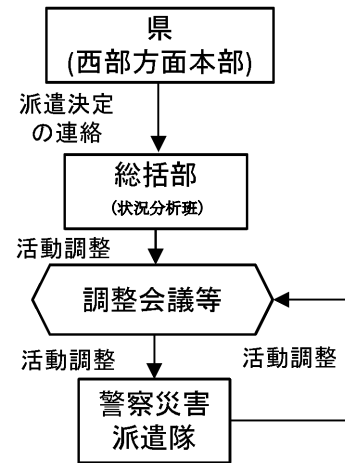 県
(西部方面本部)
派遣決定
の連絡
総括部
(状況分析班)
活動調整
調整会議等
活動調整
活動調整
警察災害
派遣隊